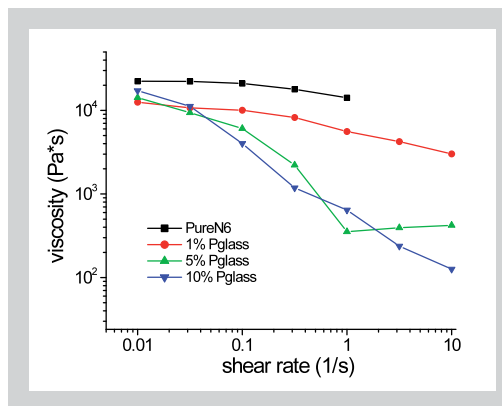 viscosity (Pa*s)
10^4
10^3
10^2
PureN6
1% Pglass
5% Pglass
10% Pglass
0.01 0.1 1 10
shear rate (1/s)